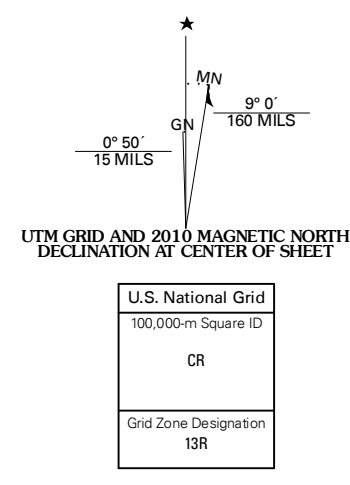 ★
MN
GN
9° 0´
160 MILS
0° 50´
15 MILS
UTM GRID AND 2010 MAGNETIC NORTH
DECLINATION AT CENTER OF SHEET
U.S. National Grid
100,000-m Square ID
CR
Grid Zone Designation
13R